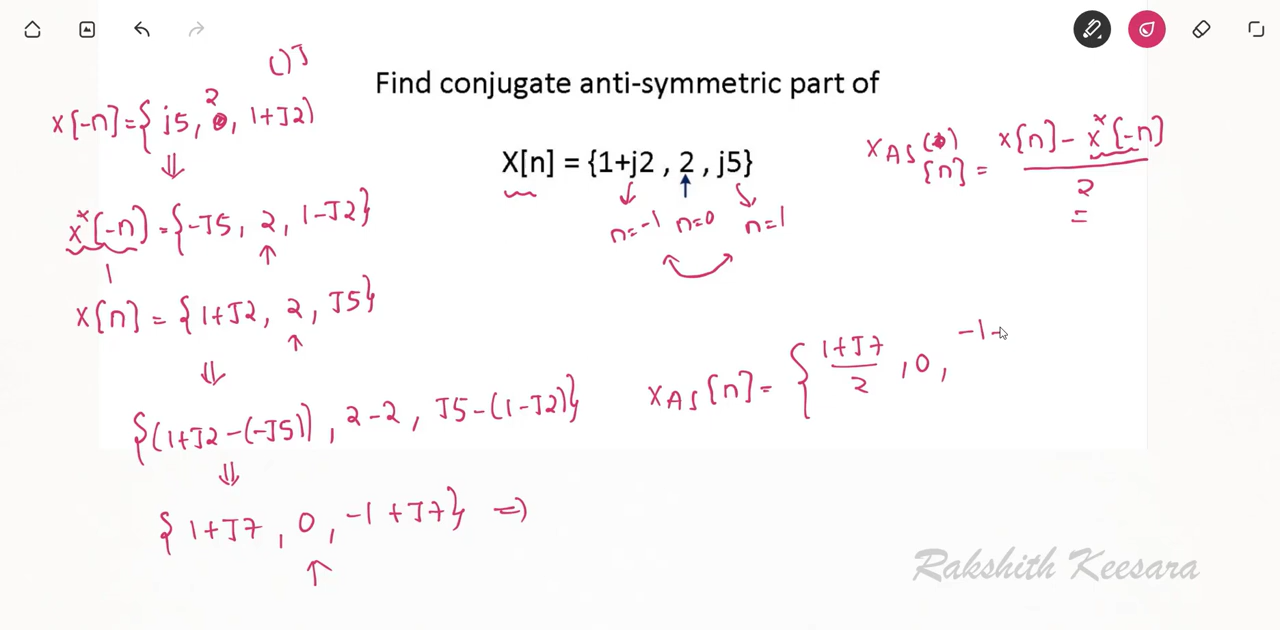 ( )J
Find conjugate anti-symmetric part of
x[-n]={j5, 2, 1+J2)
X[n] = {1+j2 , 2 , j5}
n=-1 n=0 n=1
xAS[n] = x[n] - x*[-n]
2
=
x*[-n] = {-J5, 2, 1-J2}
x[n] = {1+J2, 2, J5}
{(1+J2-(-J5)), 2-2, J5-(1-J2)}
{1+J7, 0, -1+J7} =>
xAS[n] = { 1+J7
2
, 0, -1+
Rakshith Keesara